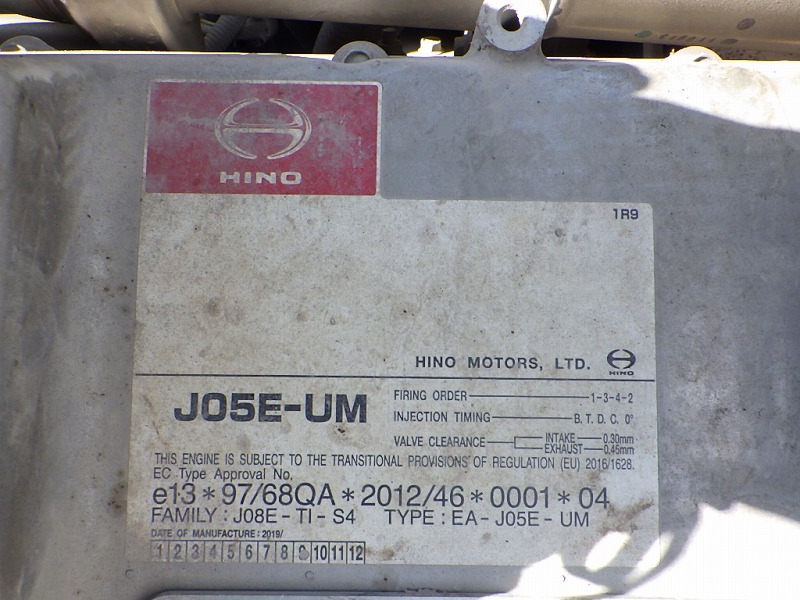 HINO
1R9
HINO MOTORS, LTD. HINO
J05E-UM
FIRING ORDER 1-3-4-2
INJECTION TIMING B.T.D.C. 0°
VALVE CLEARANCE INTAKE 0.30mm
EXHAUST 0.45mm
THIS ENGINE IS SUBJECT TO THE TRANSITIONAL PROVISIONS OF REGULATION (EU) 2016/1628.
EC Type Approval No.
e13*97/68QA*2012/46*0001*04
FAMILY : J08E-TI-S4 TYPE : EA-J05E-UM
DATE OF MANUFACTURE : 2019/
1 2 3 4 5 6 7 8 9 10 11 12